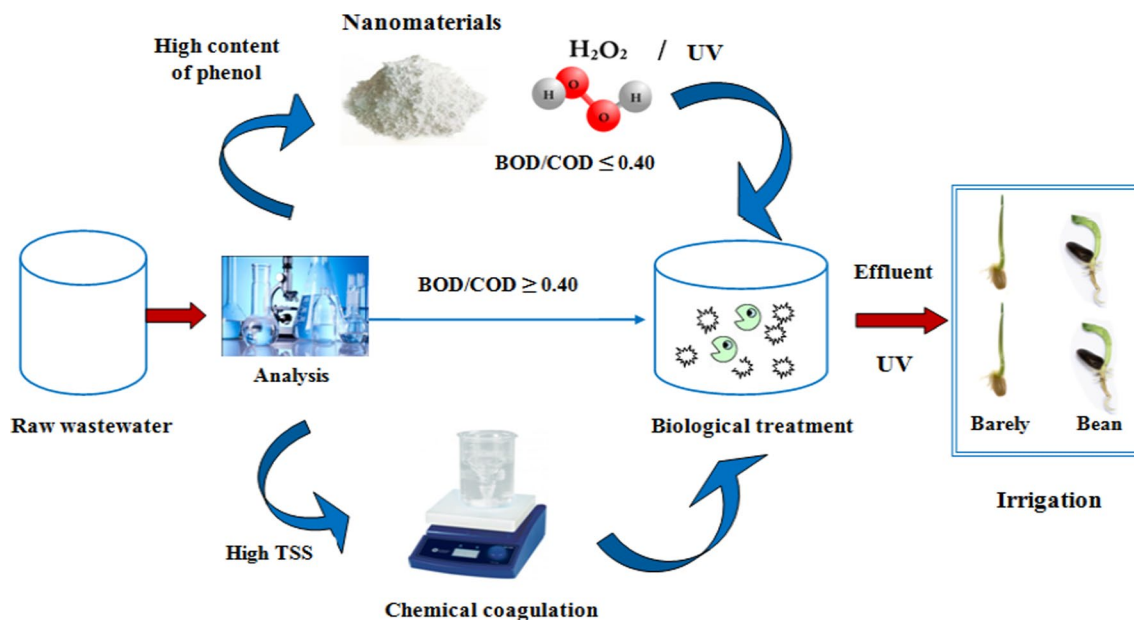 Nanomaterials
High content
of phenol
H₂O₂ / UV
H
O
O
H
BOD/COD ≤ 0.40
BOD/COD ≥ 0.40
Analysis
Raw wastewater
Biological treatment
Effluent
UV
Barely
Bean
Irrigation
High TSS
Chemical coagulation